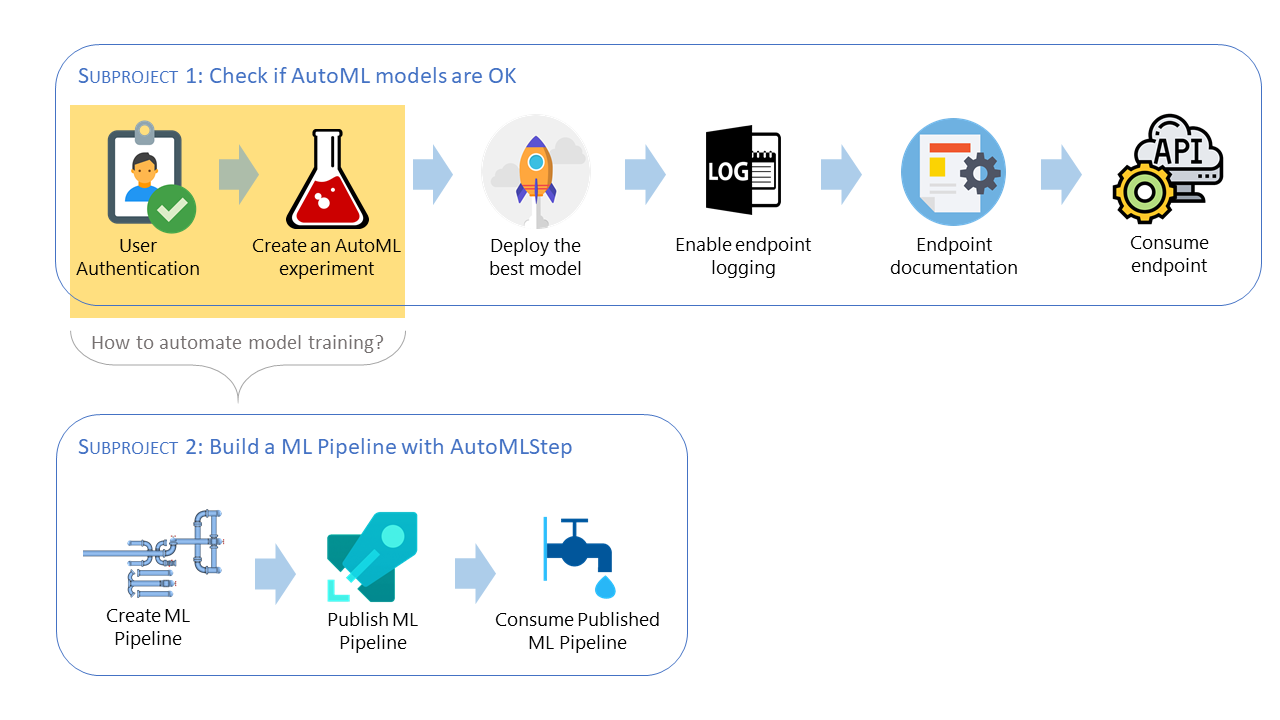 SUBPROJECT 1: Check if AutoML models are OK
LOG
API
User
Authentication
Create an AutoML
experiment
Deploy the
best model
Enable endpoint
logging
Endpoint
documentation
Consume
endpoint
How to automate model training?
SUBPROJECT 2: Build a ML Pipeline with AutoMLStep
Create ML
Pipeline
Publish ML
Pipeline
Consume Published
ML Pipeline